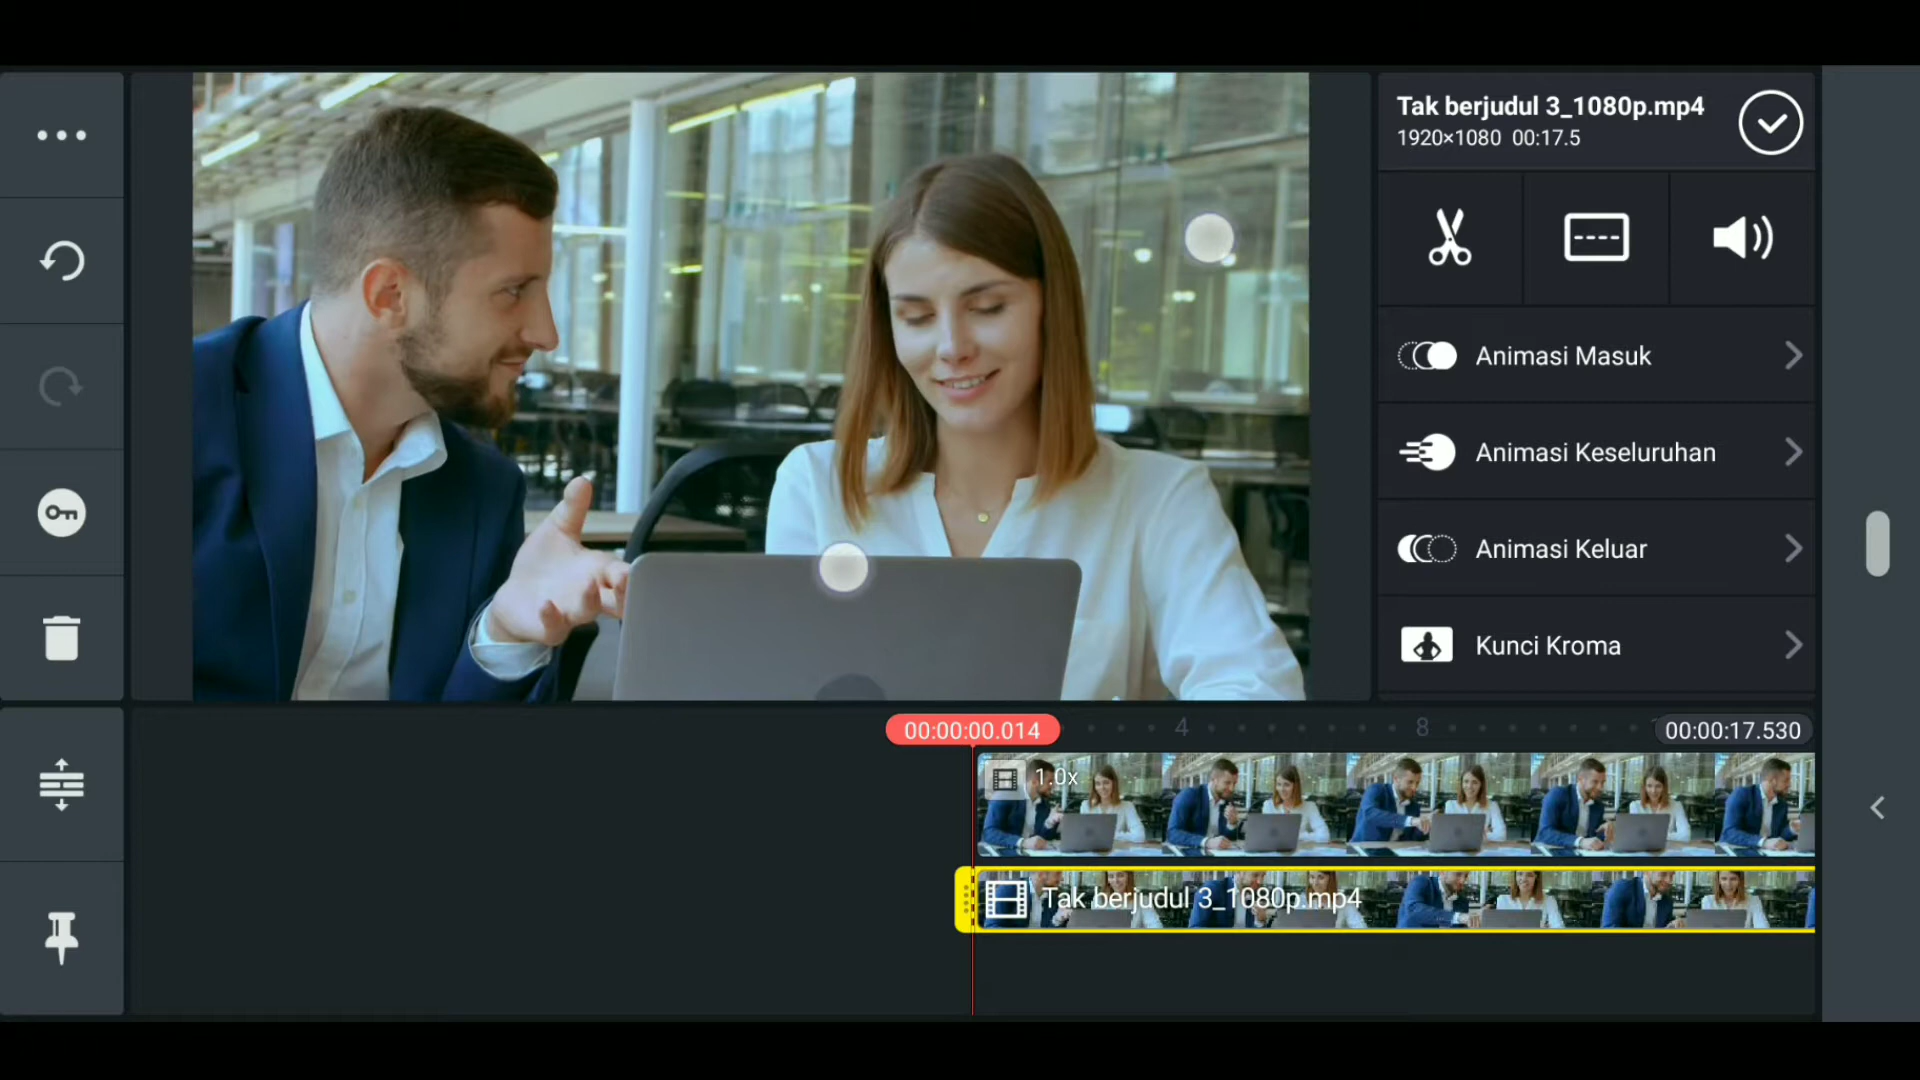 Tak berjudul 3_1080p.mp4
1920×1080 00:17.5
Animasi Masuk
Animasi Keseluruhan
Animasi Keluar
Kunci Kroma
00:00:00.014
4
8
00:00:17.530
1.0x
Tak berjudul 3_1080p.mp4